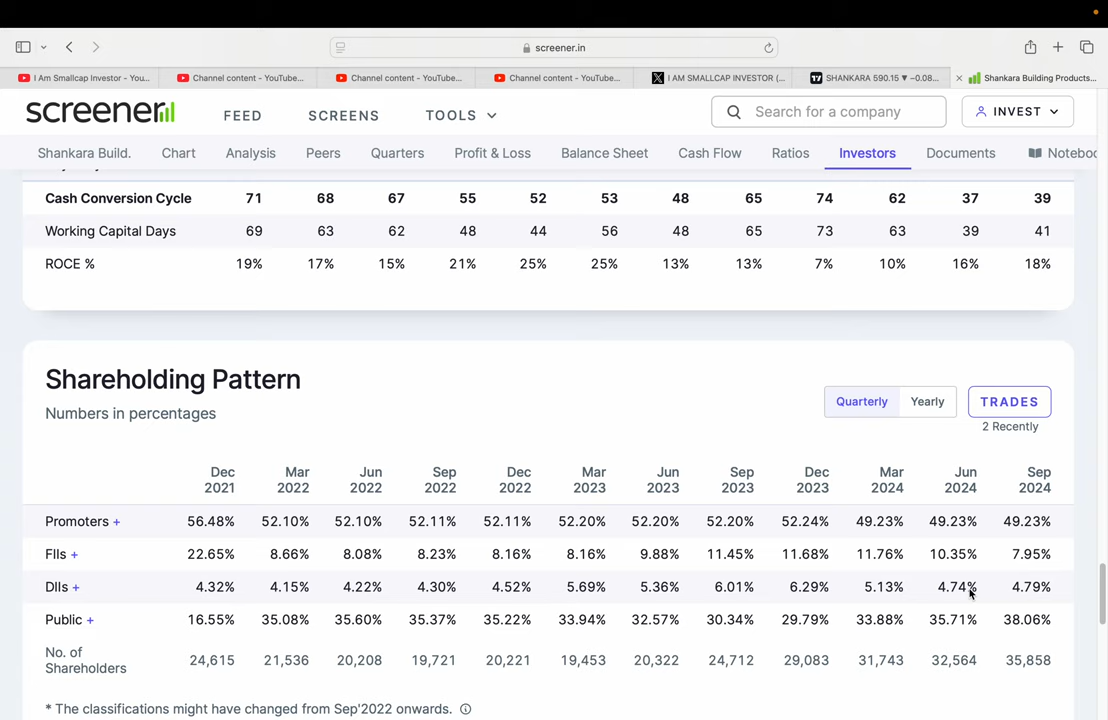 screener.in
I Am Smallcap Investor - You...
Channel content - YouTube...
Channel content - YouTube...
Channel content - YouTube...
I AM SMALLCAP INVESTOR (...
SHANKARA 590.15 ▼ −0.08...
Shankara Building Products...
screener
FEED
SCREENS
TOOLS
Search for a company
INVEST
Shankara Build. Chart Analysis Peers Quarters Profit & Loss Balance Sheet Cash Flow Ratios Investors Documents Noteboo
Cash Conversion Cycle 71 68 67 55 52 53 48 65 74 62 37 39
Working Capital Days 69 63 62 48 44 56 48 65 73 63 39 41
ROCE % 19% 17% 15% 21% 25% 25% 13% 13% 7% 10% 16% 18%
Shareholding Pattern
Numbers in percentages
Quarterly Yearly
TRADES
2 Recently
Dec Mar Jun Sep Dec Mar Jun Sep Dec Mar Jun Sep
2021 2022 2022 2022 2022 2023 2023 2023 2023 2024 2024 2024
Promoters + 56.48% 52.10% 52.10% 52.11% 52.11% 52.20% 52.20% 52.20% 52.24% 49.23% 49.23% 49.23%
FIIs + 22.65% 8.66% 8.08% 8.23% 8.16% 8.16% 9.88% 11.45% 11.68% 11.76% 10.35% 7.95%
DIIs + 4.32% 4.15% 4.22% 4.30% 4.52% 5.69% 5.36% 6.01% 6.29% 5.13% 4.74% 4.79%
Public + 16.55% 35.08% 35.60% 35.37% 35.22% 33.94% 32.57% 30.34% 29.79% 33.88% 35.71% 38.06%
No. of
Shareholders 24,615 21,536 20,208 19,721 20,221 19,453 20,322 24,712 29,083 31,743 32,564 35,858
* The classifications might have changed from Sep'2022 onwards.